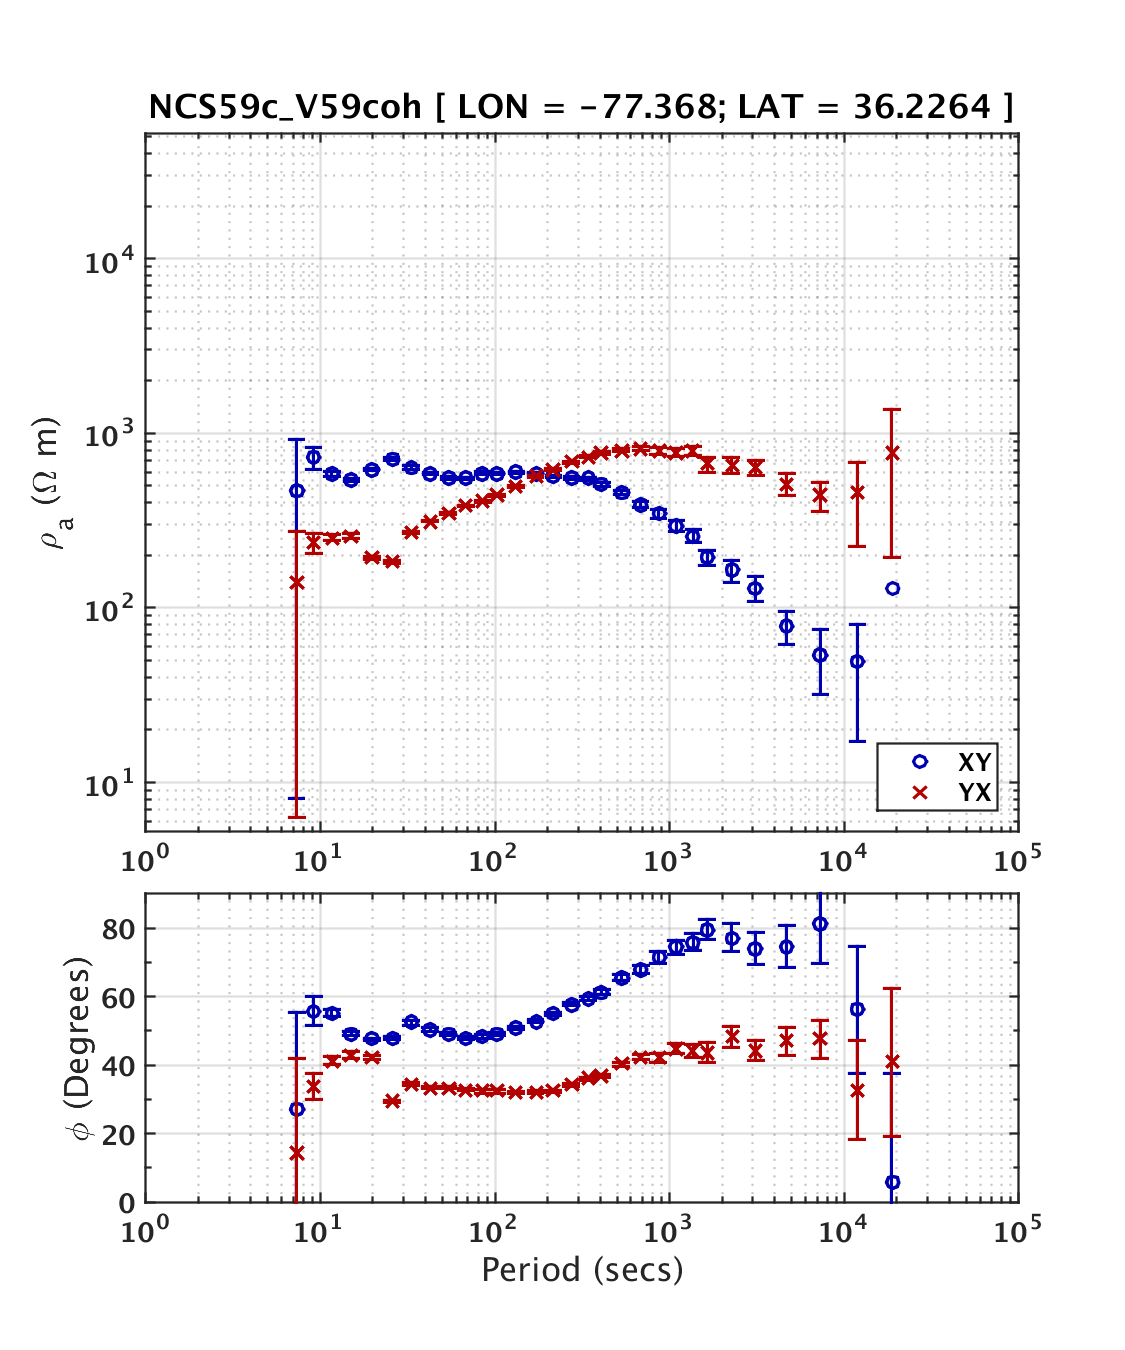 NCS59c_V59coh [ LON = -77.368; LAT = 36.2264 ]
10^4
10^3
10^2
10^1
ρ_a (Ω m)
XY
YX
10^0 10^1 10^2 10^3 10^4 10^5
80
60
40
20
0
ϕ (Degrees)
10^0 10^1 10^2 10^3 10^4 10^5
Period (secs)